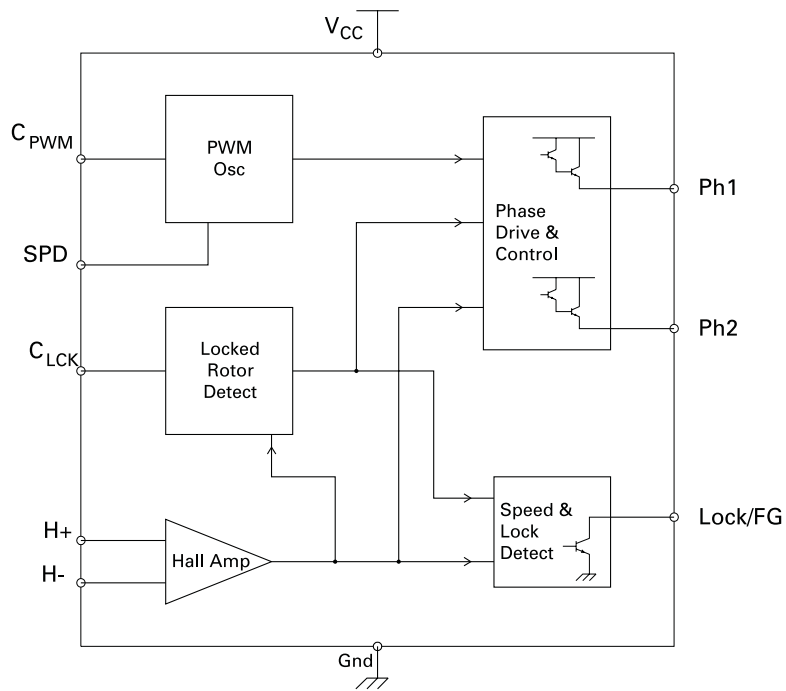 VCC
CPWM
PWM
Osc
Ph1
Phase
Drive &
Control
SPD
Ph2
CLCK
Locked
Rotor
Detect
Speed &
Lock
Detect
Lock/FG
H+
Hall Amp
H-
Gnd